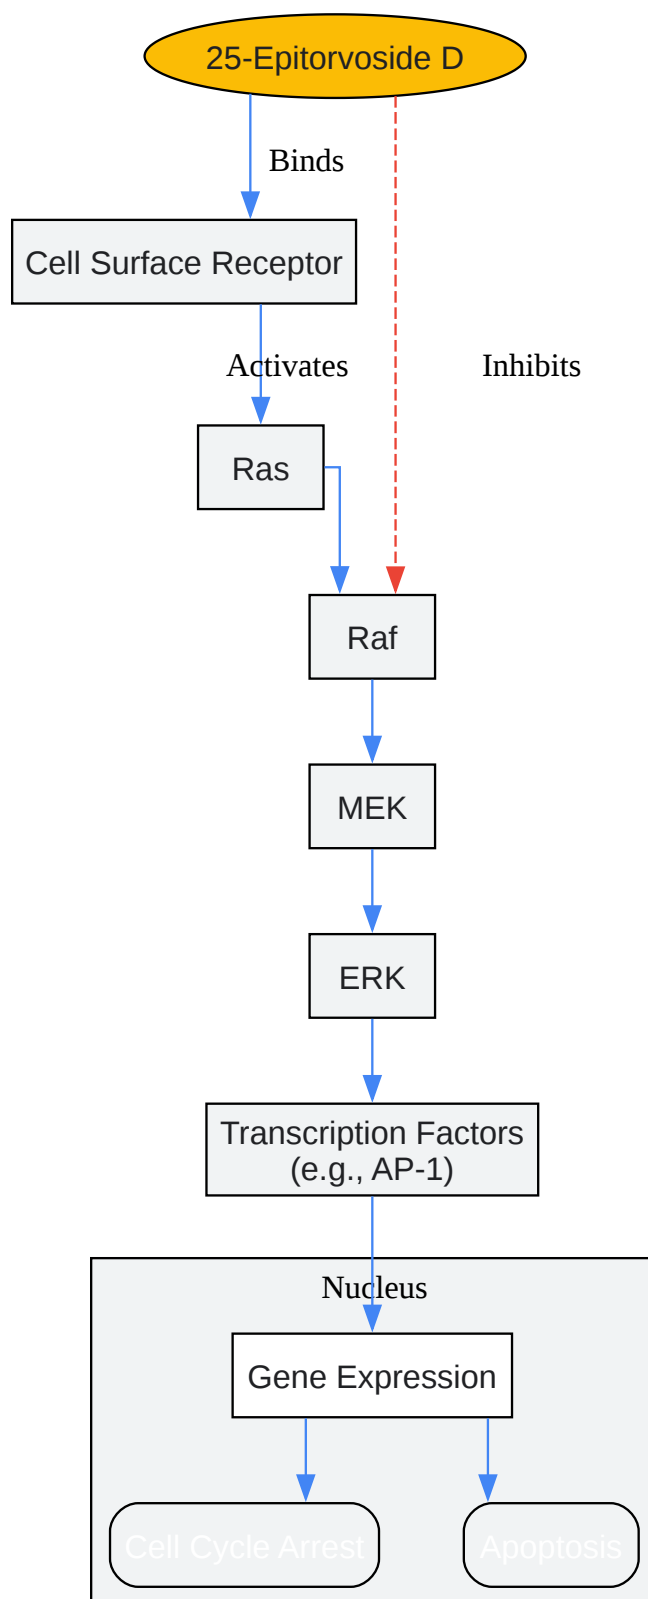 25-Epitorvoside D
Binds
Cell Surface Receptor
Activates
Inhibits
Ras
Raf
MEK
ERK
Transcription Factors
(e.g., AP-1)
Nucleus
Gene Expression
Cell Cycle Arrest
Apoptosis